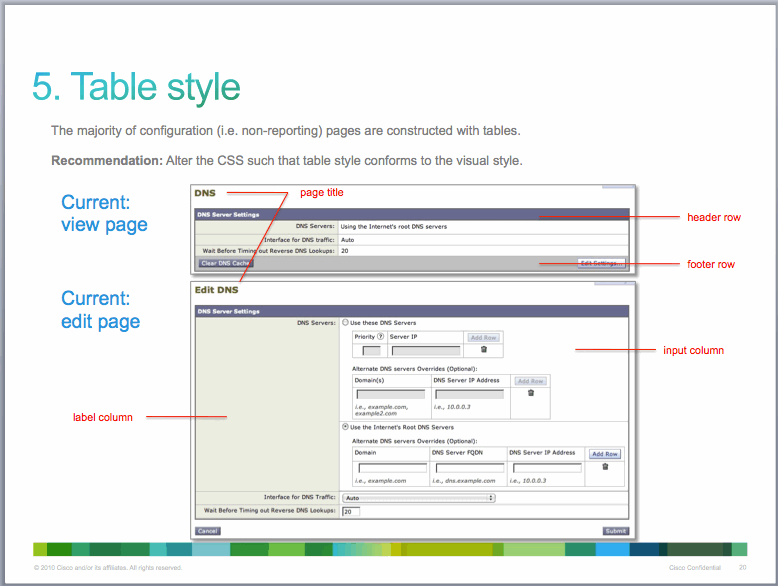 5. Table style
The majority of configuration (i.e. non-reporting) pages are constructed with tables.
Recommendation: Alter the CSS such that table style conforms to the visual style.
Current:
view page
DNS
page title
DNS Server Settings
header row
DNS Servers: Using the Internet's root DNS servers
Interface for DNS traffic: Auto
Wait Before Timing out Reverse DNS Lookups: 20
Clear DNS Cache
Edit Settings...
footer row
Current:
edit page
Edit DNS
DNS Server Settings
DNS Servers: Use these DNS Servers
Priority ? Server IP Add Row
input column
Alternate DNS servers Overrides (Optional):
Domain(s) DNS Server IP Address Add Row
i.e., example.com, example2.com
i.e., 10.0.0.3
label column
Use the Internet's Root DNS Servers
Alternate DNS servers Overrides (Optional):
Domain DNS Server FQDN DNS Server IP Address Add Row
i.e., example.com i.e., dns.example.com i.e., 10.0.0.3
Interface for DNS Traffic: Auto
Wait Before Timing out Reverse DNS Lookups: 20
Cancel Submit
© 2010 Cisco and/or its affiliates. All rights reserved. Cisco Confidential 20